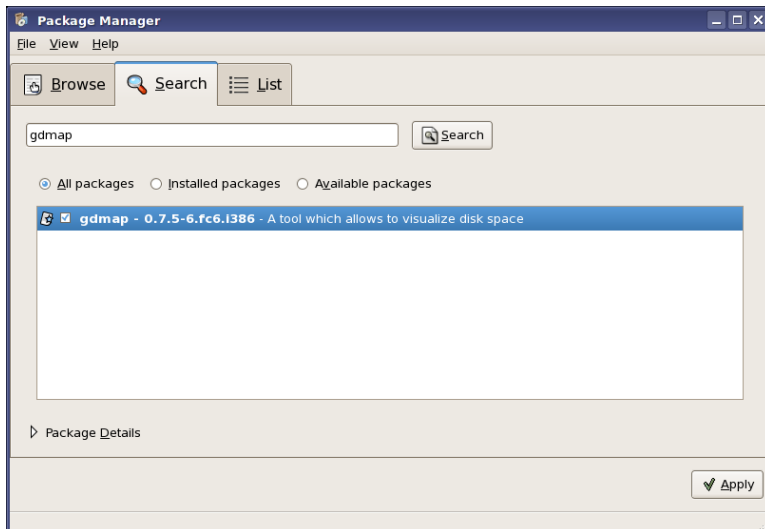 Package Manager
File View Help
Browse Search List
gdmap Search
All packages Installed packages Available packages
gdmap - 0.7.5-6.fc6.i386 - A tool which allows to visualize disk space
Package Details
Apply